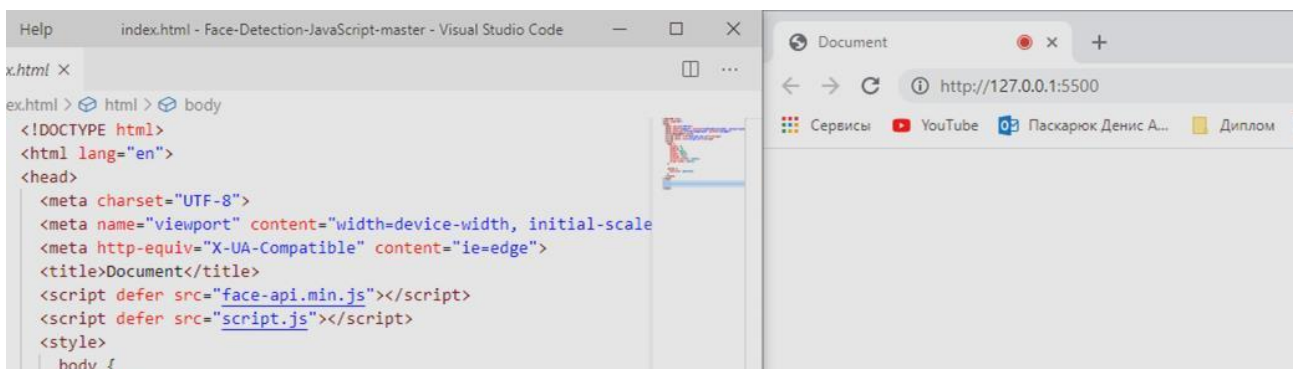 Help index.html - Face-Detection-JavaScript-master - Visual Studio Code
x.html
ex.html > html > body
<!DOCTYPE html>
<html lang="en">
<head>
<meta charset="UTF-8">
<meta name="viewport" content="width=device-width, initial-scale
<meta http-equiv="X-UA-Compatible" content="ie=edge">
<title>Document</title>
<script defer src="face-api.min.js"></script>
<script defer src="script.js"></script>
<style>
body {
Document
http://127.0.0.1:5500
Сервисы YouTube Паскарюк Денис А... Диплом